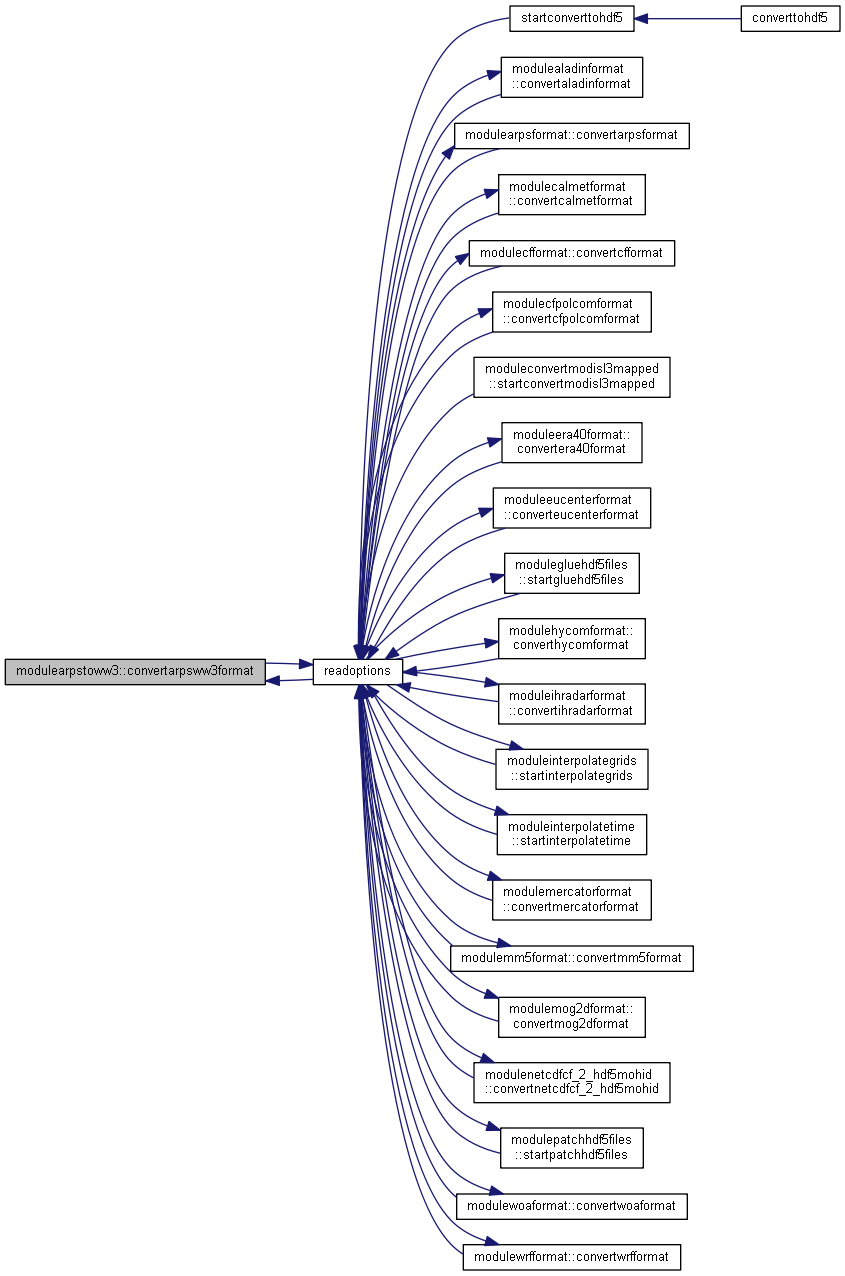 startconverttohdf5
converttohdf5
modulealadinformat
::convertaladinformat
modulearpsformat::convertarpsformat
modulecalmetformat
::convertcalmetformat
modulecfformat::convertcfformat
modulecfpolcomformat
::convertcfpolcomformat
moduleconvertmodisl3mapped
::startconvertmodisl3mapped
moduleera40format::
convertera40format
moduleeucenterformat
::converteucenterformat
modulegluehdf5files
::startgluehdf5files
modulehycomformat::
converthycomformat
modulearpstoww3::convertarpsww3format
readoptions
moduleihradarformat
::convertihradarformat
moduleinterpolategrids
::startinterpolategrids
moduleinterpolatetime
::startinterpolatetime
modulemercatorformat
::convertmercatorformat
modulemm5format::convertmm5format
modulemog2dformat::
convertmog2dformat
modulenetcdfcf_2_hdf5mohid
::convertnetcdfcf_2_hdf5mohid
modulepatchhdf5files
::startpatchhdf5files
modulewoaformat::convertwoaformat
modulewrfformat::convertwrfformat